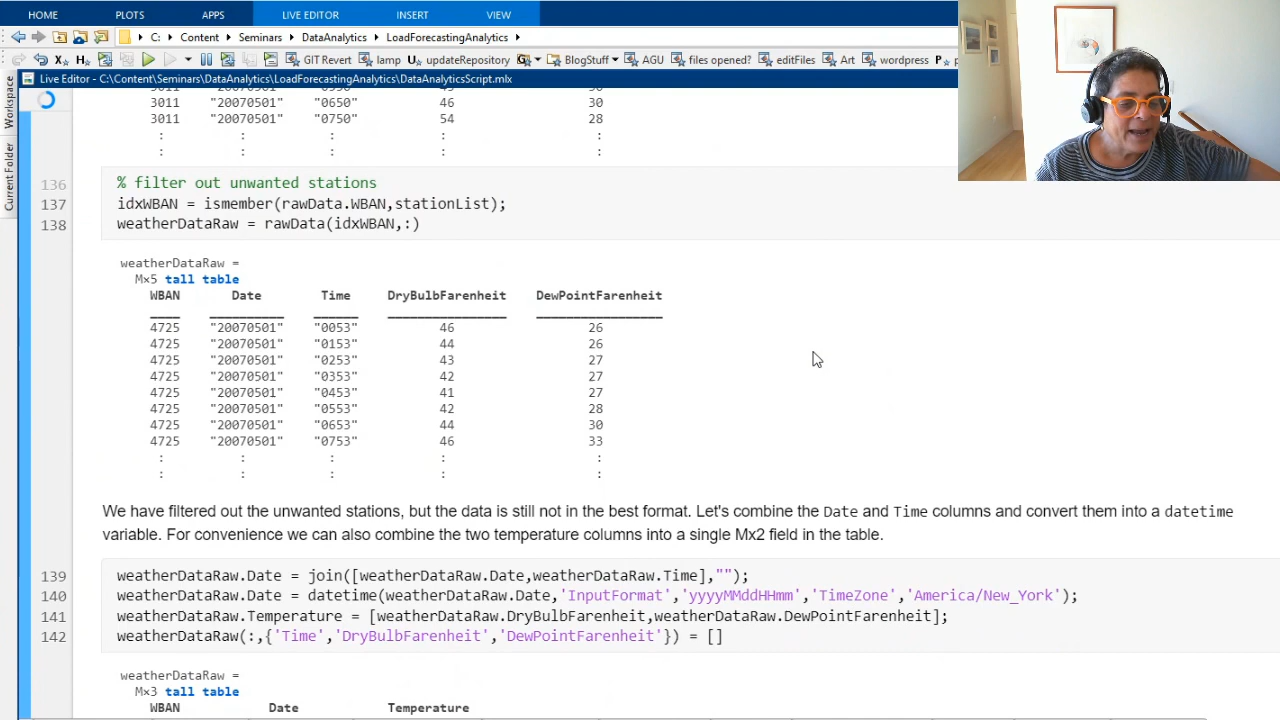 HOME PLOTS APPS LIVE EDITOR INSERT VIEW
C: Content Seminars DataAnalytics LoadForecastingAnalytics
GIT Revert lamp updateRepository BlogStuff AGU files opened? editFiles Art wordpress
Live Editor - C:\Content\Seminars\DataAnalytics\LoadForecastingAnalytics\DataAnalyticsScript.mlx
Workspace
Current Folder
3011 "20070501" "0650" 46 30
3011 "20070501" "0750" 54 28
: : : : :
: : : : :
136 % filter out unwanted stations
137 idxWBAN = ismember(rawData.WBAN,stationList);
138 weatherDataRaw = rawData(idxWBAN,:)
weatherDataRaw =
M×5 tall table
WBAN Date Time DryBulbFarenheit DewPointFarenheit
4725 "20070501" "0053" 46 26
4725 "20070501" "0153" 44 26
4725 "20070501" "0253" 43 27
4725 "20070501" "0353" 42 27
4725 "20070501" "0453" 41 27
4725 "20070501" "0553" 42 28
4725 "20070501" "0653" 44 30
4725 "20070501" "0753" 46 33
: : : : :
: : : : :
We have filtered out the unwanted stations, but the data is still not in the best format. Let's combine the Date and Time columns and convert them into a datetime
variable. For convenience we can also combine the two temperature columns into a single Mx2 field in the table.
139 weatherDataRaw.Date = join([weatherDataRaw.Date,weatherDataRaw.Time],"");
140 weatherDataRaw.Date = datetime(weatherDataRaw.Date,'InputFormat','yyyyMMddHHmm','TimeZone','America/New_York');
141 weatherDataRaw.Temperature = [weatherDataRaw.DryBulbFarenheit,weatherDataRaw.DewPointFarenheit];
142 weatherDataRaw(:,{'Time','DryBulbFarenheit','DewPointFarenheit'}) = []
weatherDataRaw =
M×3 tall table
WBAN Date Temperature